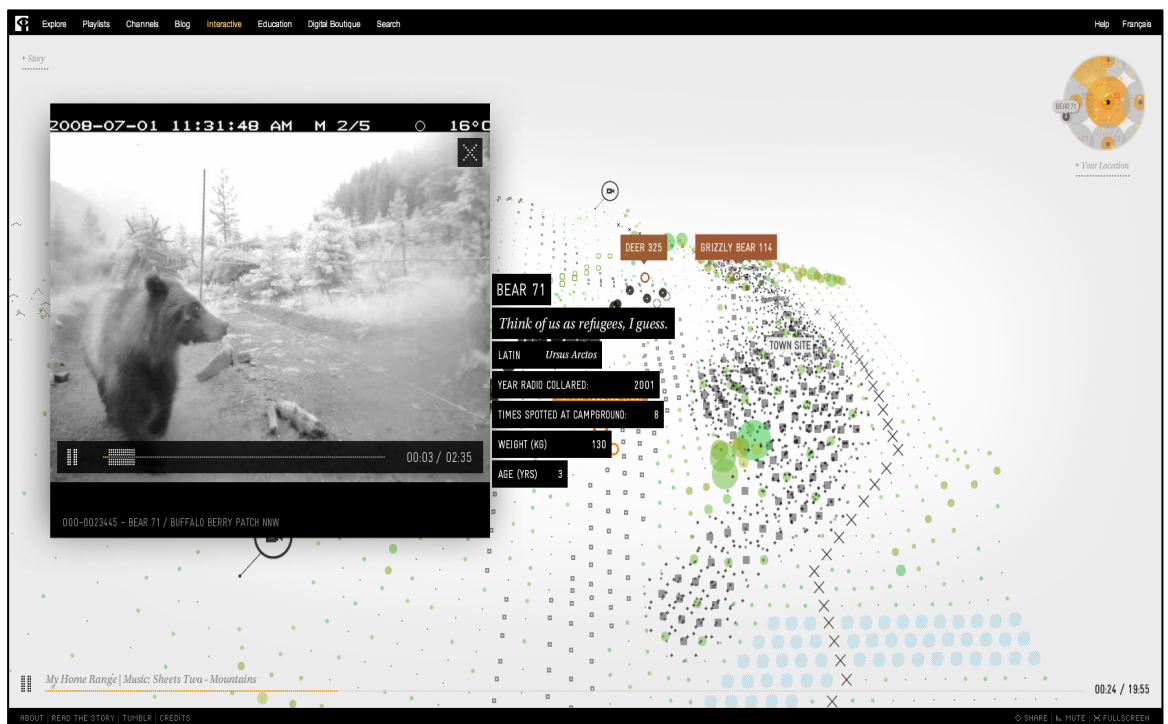 Explore Playlists Channels Blog Interactive Education Digital Boutique Search Help Français
+ Story
2008-07-01 11:31:48 AM M 2/5 16°C
BEAR 71
+ Your Location
DEER 325 GRIZZLY BEAR 114
BEAR 71
Think of us as refugees, I guess.
TOWN SITE
LATIN Ursus Arctos
YEAR RADIO COLLARED: 2001
TIMES SPOTTED AT CAMPGROUND: 8
WEIGHT (KG) 130
00:03 / 02:35
AGE (YRS) 3
000-0023445 - BEAR 71 / BUFFALO BERRY PATCH NNW
My Home Range | Music: Sheets Two - Mountains
00:24 / 19:55
ABOUT | READ THE STORY | TUMBLR | CREDITS SHARE | MUTE | FULLSCREEN